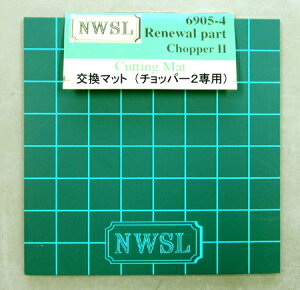 NWSL
6905-4
Renewal part
Chopper II
Cutting Mat
交換マット（チョッパー2専用）
NWSL